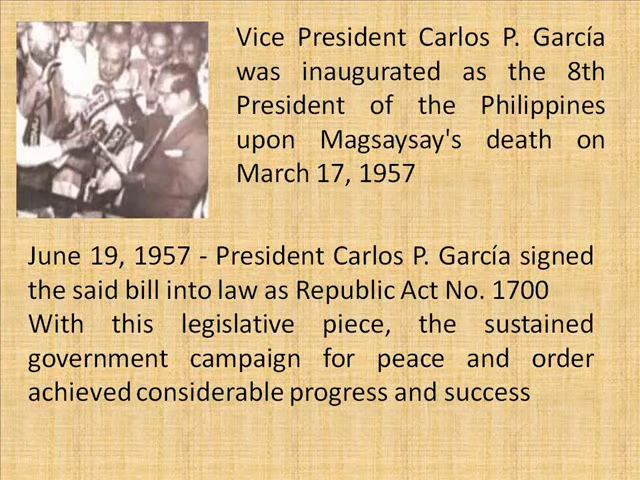 Vice President Carlos P. García
was inaugurated as the 8th
President of the Philippines
upon Magsaysay's death on
March 17, 1957
June 19, 1957 - President Carlos P. García signed
the said bill into law as Republic Act No. 1700
With this legislative piece, the sustained
government campaign for peace and order
achieved considerable progress and success